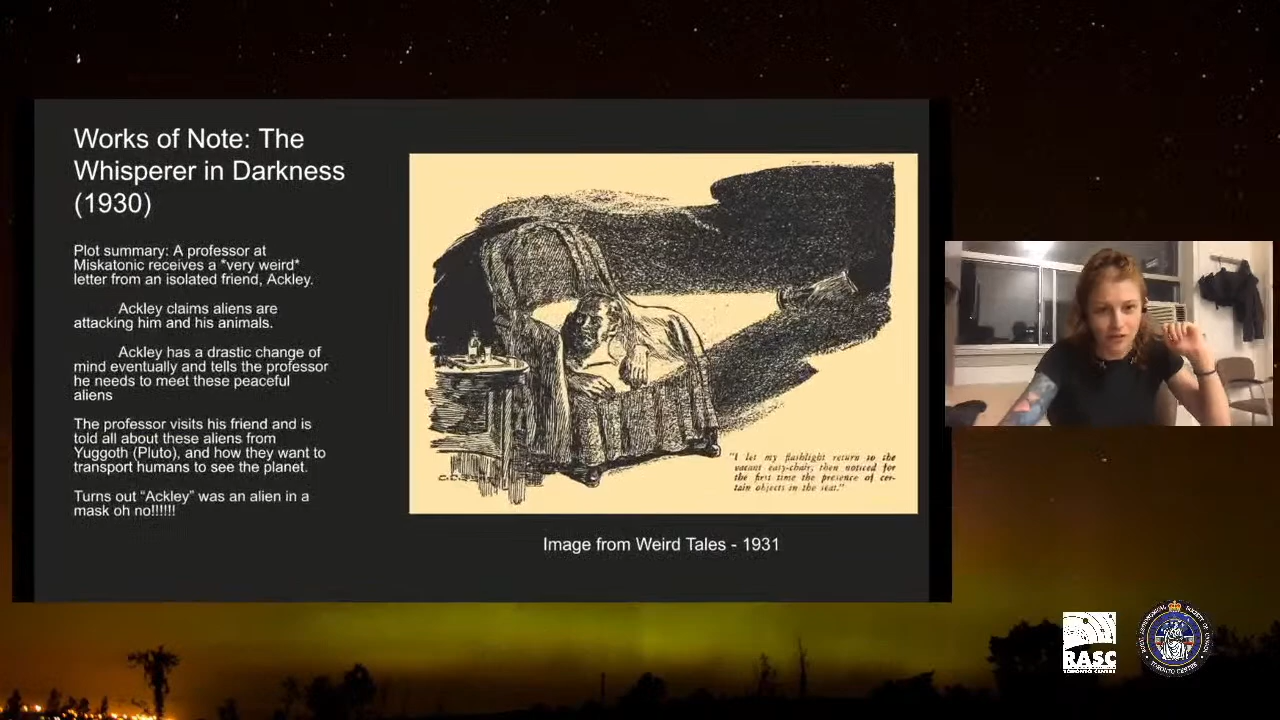 Works of Note: The
Whisperer in Darkness
(1930)
Plot summary: A professor at
Miskatonic receives a *very weird*
letter from an isolated friend, Ackley.
Ackley claims aliens are
attacking him and his animals.
Ackley has a drastic change of
mind eventually and tells the professor
he needs to meet these peaceful
aliens
The professor visits his friend and is
told all about these aliens from
Yuggoth (Pluto), and how they want to
transport humans to see the planet.
Turns out “Ackley” was an alien in a
mask oh no!!!!!!
"I let my flashlight return to the
vacant easy-chair, then noticed for
the first time the presence of cer-
tain objects in the seat."
Image from Weird Tales - 1931
RASC
TORONTO CENTRE
TORONTO CENTRE